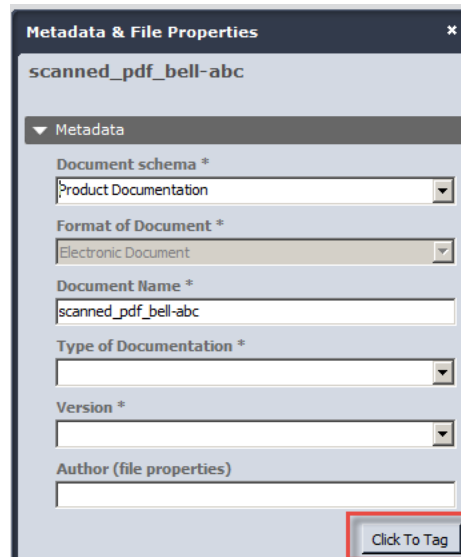 Metadata & File Properties
scanned_pdf_bell-abc
Metadata
Document schema *
Product Documentation
Format of Document *
Electronic Document
Document Name *
scanned_pdf_bell-abc
Type of Documentation *
Version *
Author (file properties)
Click To Tag